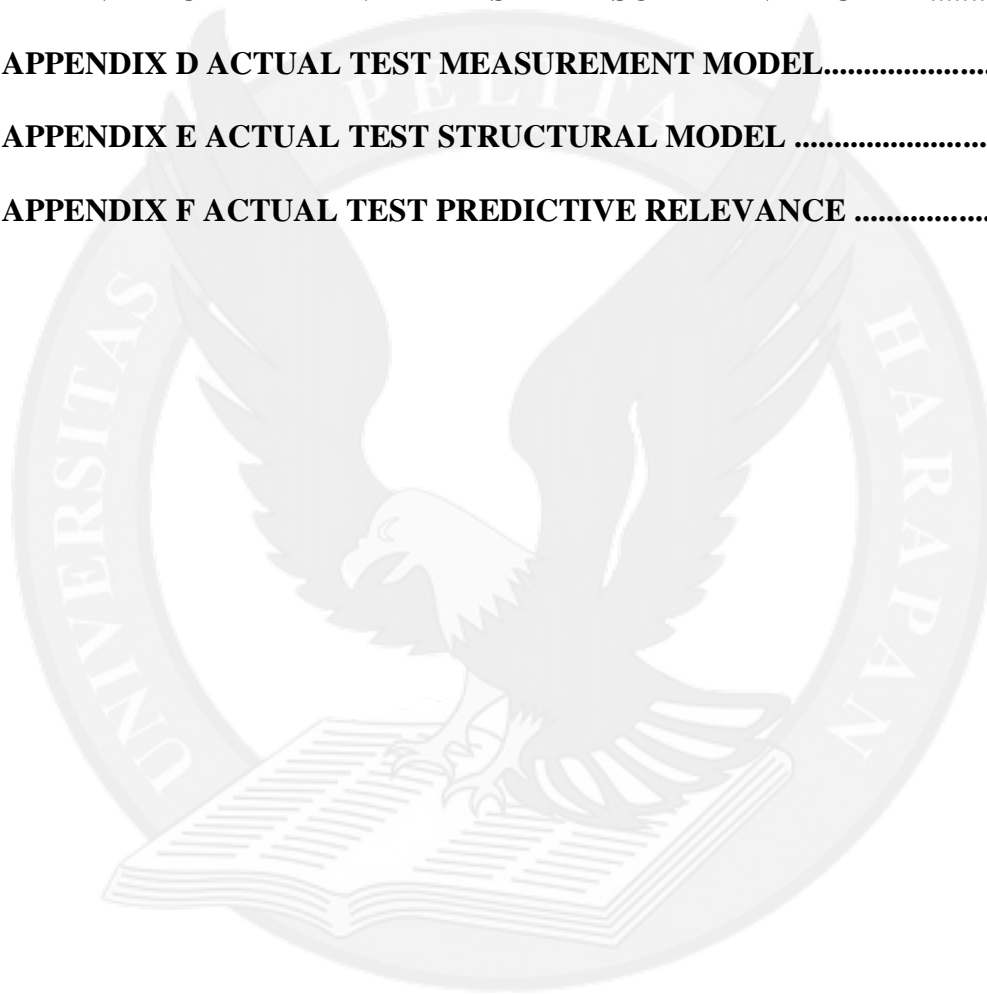 APPENDIX D ACTUAL TEST MEASUREMENT MODEL.....................
APPENDIX E ACTUAL TEST STRUCTURAL MODEL ........................
APPENDIX F ACTUAL TEST PREDICTIVE RELEVANCE .................
UNIVERSITAS PELITA HARAPAN